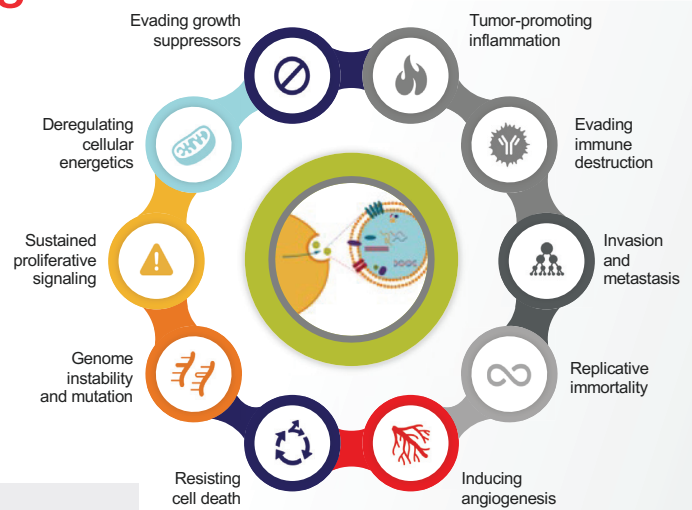 Evading growth
suppressors
Tumor-promoting
inflammation
Deregulating
cellular
energetics
Evading
immune
destruction
Sustained
proliferative
signaling
Invasion
and
metastasis
Genome
instability
and mutation
Replicative
immortality
Resisting
cell death
Inducing
angiogenesis